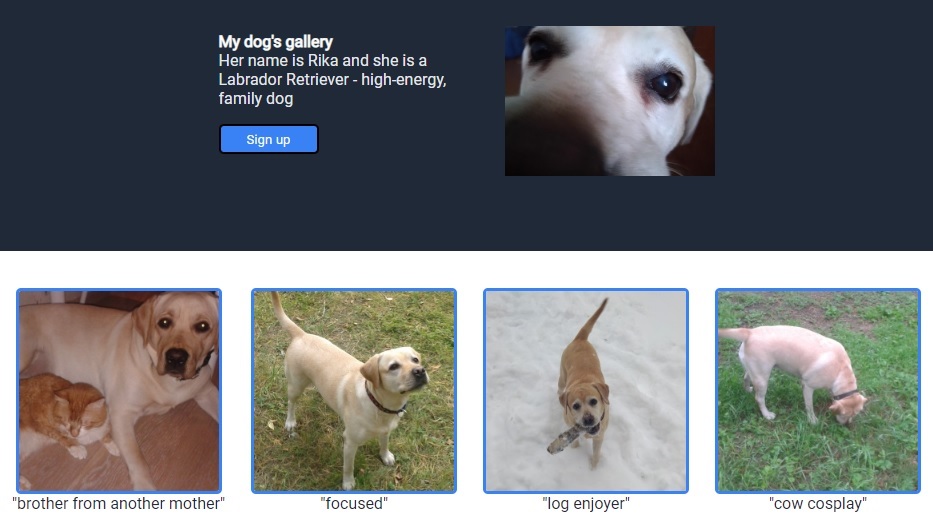 My dog's gallery
Her name is Rika and she is a
Labrador Retriever - high-energy,
family dog
Sign up
"brother from another mother"
"focused"
"log enjoyer"
"cow cosplay"